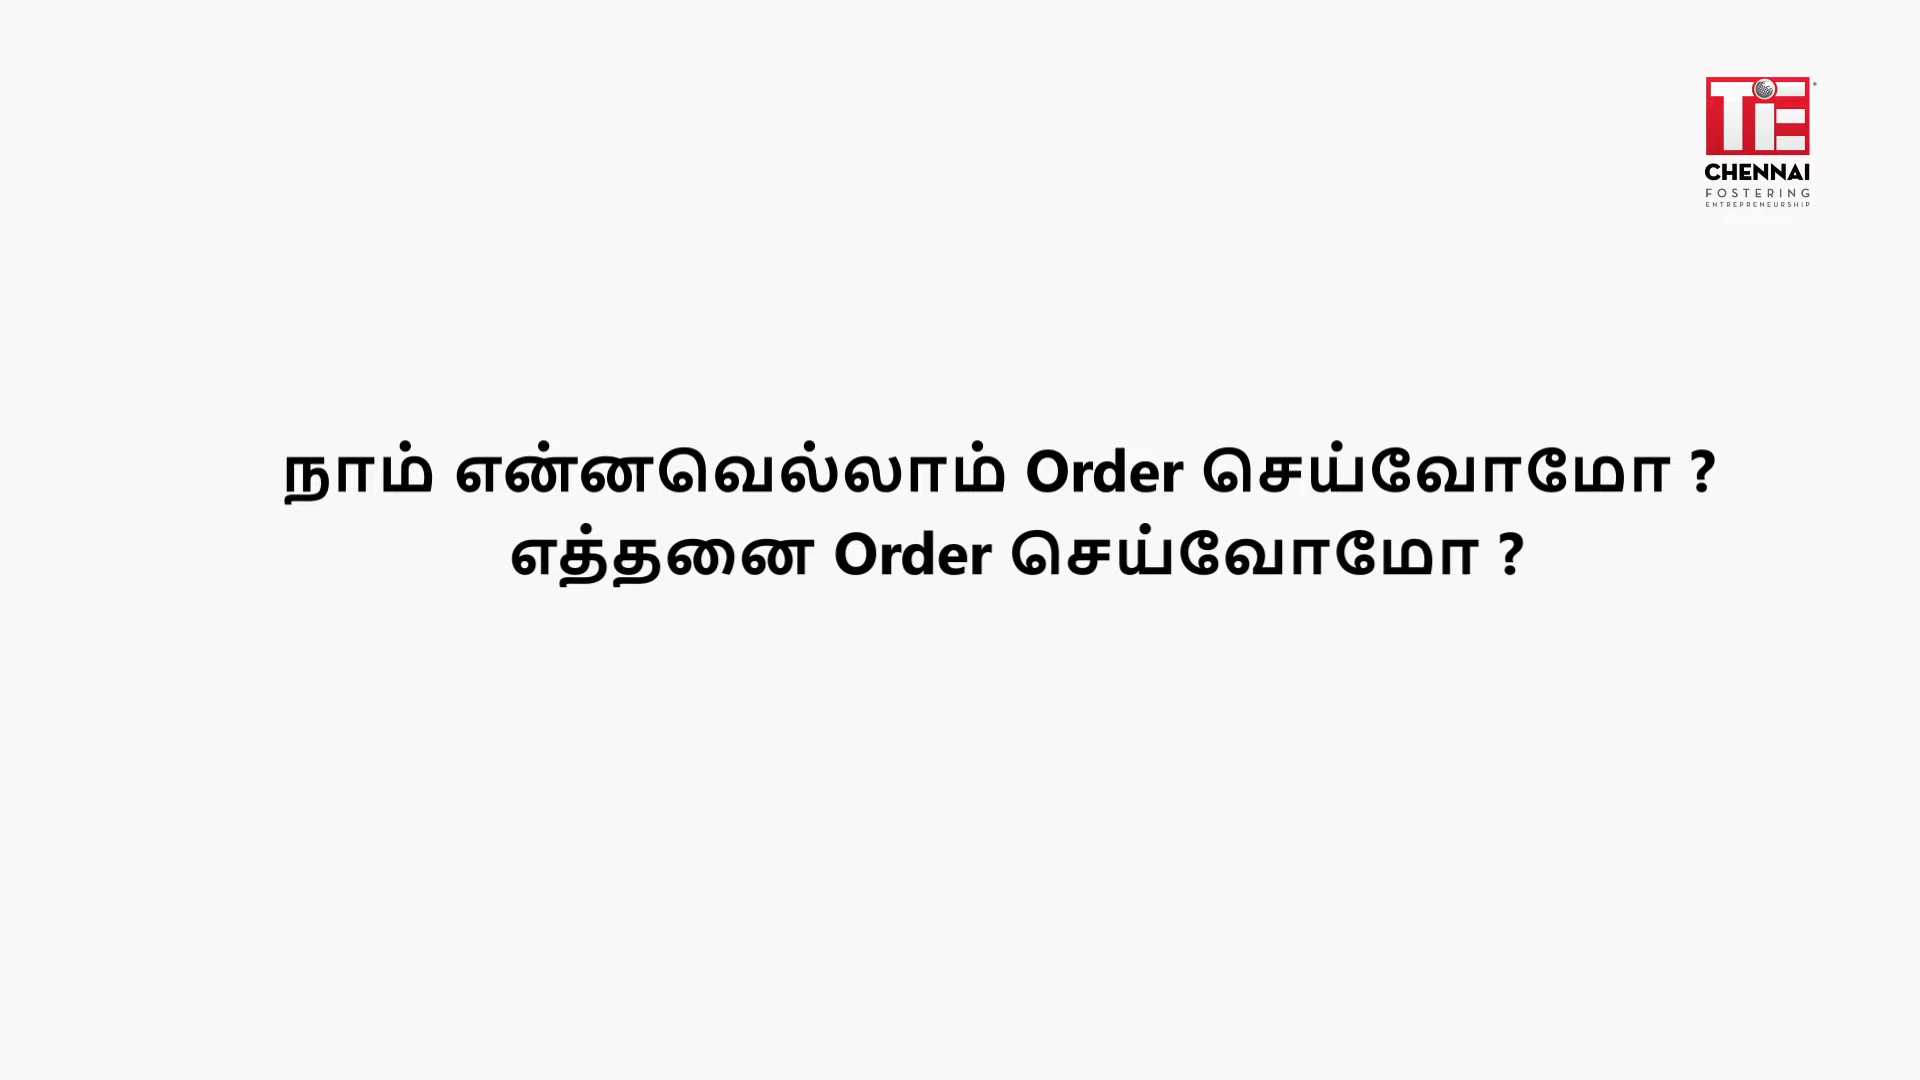 TiE
CHENNAI
FOSTERING
ENTREPRENEURSHIP
நாம் என்னவெல்லாம் Order செய்வோமோ ?
எத்தனை Order செய்வோமோ ?